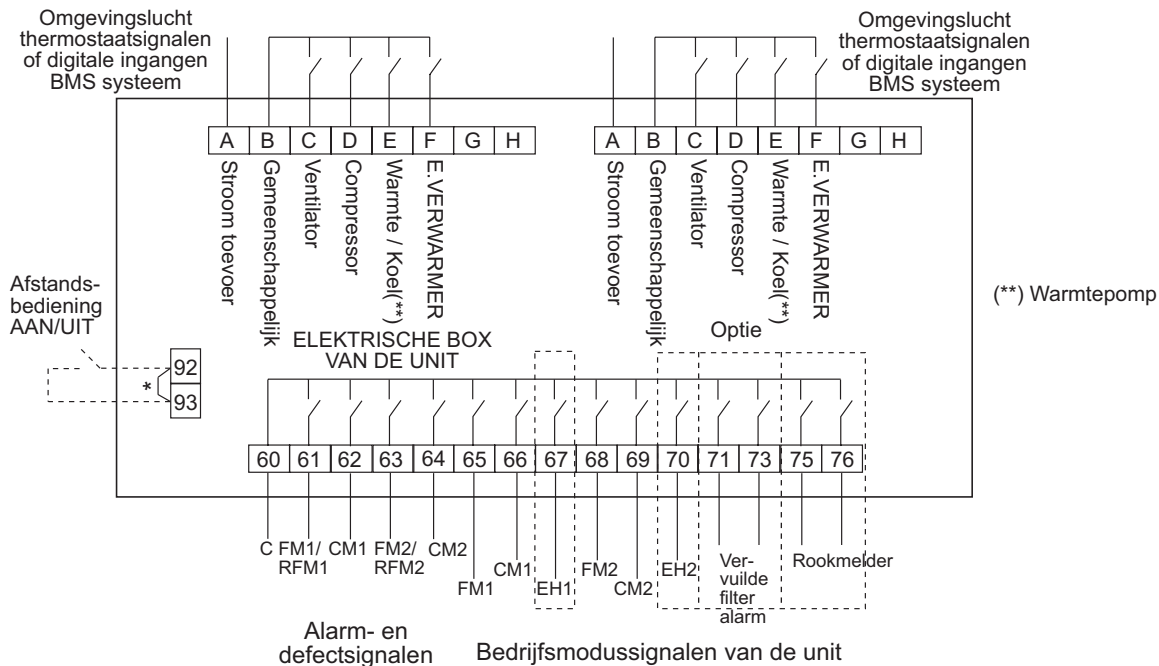 Omgevingslucht
thermostaatsignalen
of digitale ingangen
BMS systeem
Omgevingslucht
thermostaatsignalen
of digitale ingangen
BMS systeem
A B C D E F G H
A B C D E F G H
Stroom toevoer
Gemeenschappelijk
Ventilator
Compressor
Warmte / Koel(**)
E.VERWARMER
Stroom toevoer
Gemeenschappelijk
Ventilator
Compressor
Warmte / Koel(**)
E.VERWARMER
(**) Warmtepomp
Afstands-
bediening
AAN/UIT
92
*
93
ELEKTRISCHE BOX
VAN DE UNIT
Optie
60 61 62 63 64 65 66 67 68 69 70 71 73 75 76
C
FM1/
RFM1
CM1
FM2/
RFM2
CM2
FM1
CM1
EH1
FM2
CM2
EH2
Ver-
vuilde
filter
alarm
Rookmelder
Alarm- en
defectsignalen
Bedrijfsmodussignalen van de unit